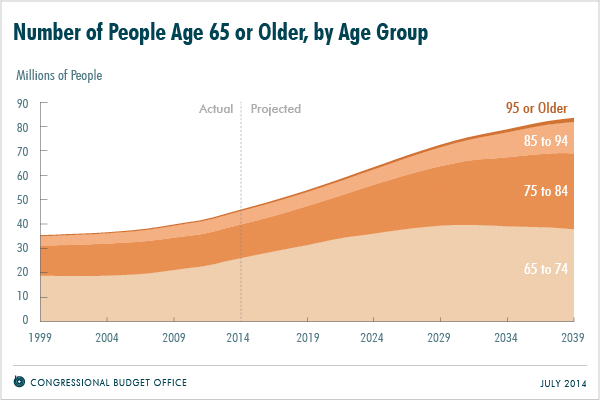 Number of People Age 65 or Older, by Age Group
Millions of People
90
80
70
60
50
40
30
20
10
0
Actual
Projected
95 or Older
85 to 94
75 to 84
65 to 74
1999 2004 2009 2014 2019 2024 2029 2034 2039
CONGRESSIONAL BUDGET OFFICE
JULY 2014